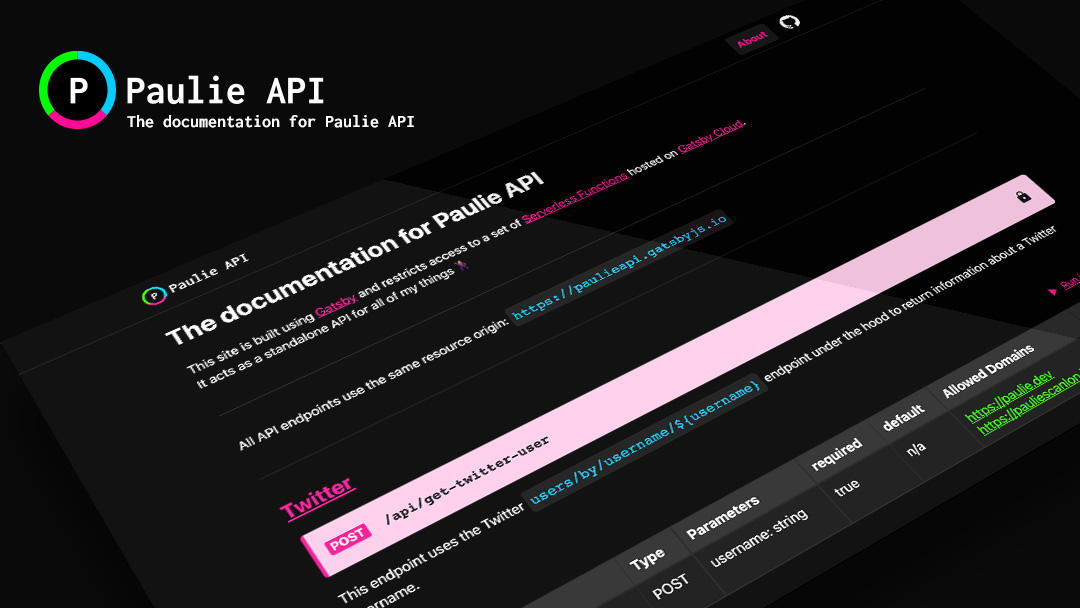 P
Paulie API
The documentation for Paulie API
About
P Paulie API
The documentation for Paulie API
This site is built using Gatsby and restricts access to a set of Serverless Functions hosted on Gatsby Cloud.
It acts as a standalone API for all of my things
All API endpoints use the same resource origin: https://paulieapi.gatsbyjs.io
Twitter
POST /api/get-twitter-user
This endpoint uses the Twitter users/by/username/${username} endpoint under the hood to return information about a Twitter
Run
Type Parameters required default Allowed Domains
POST username: string true n/a https://paulie.dev